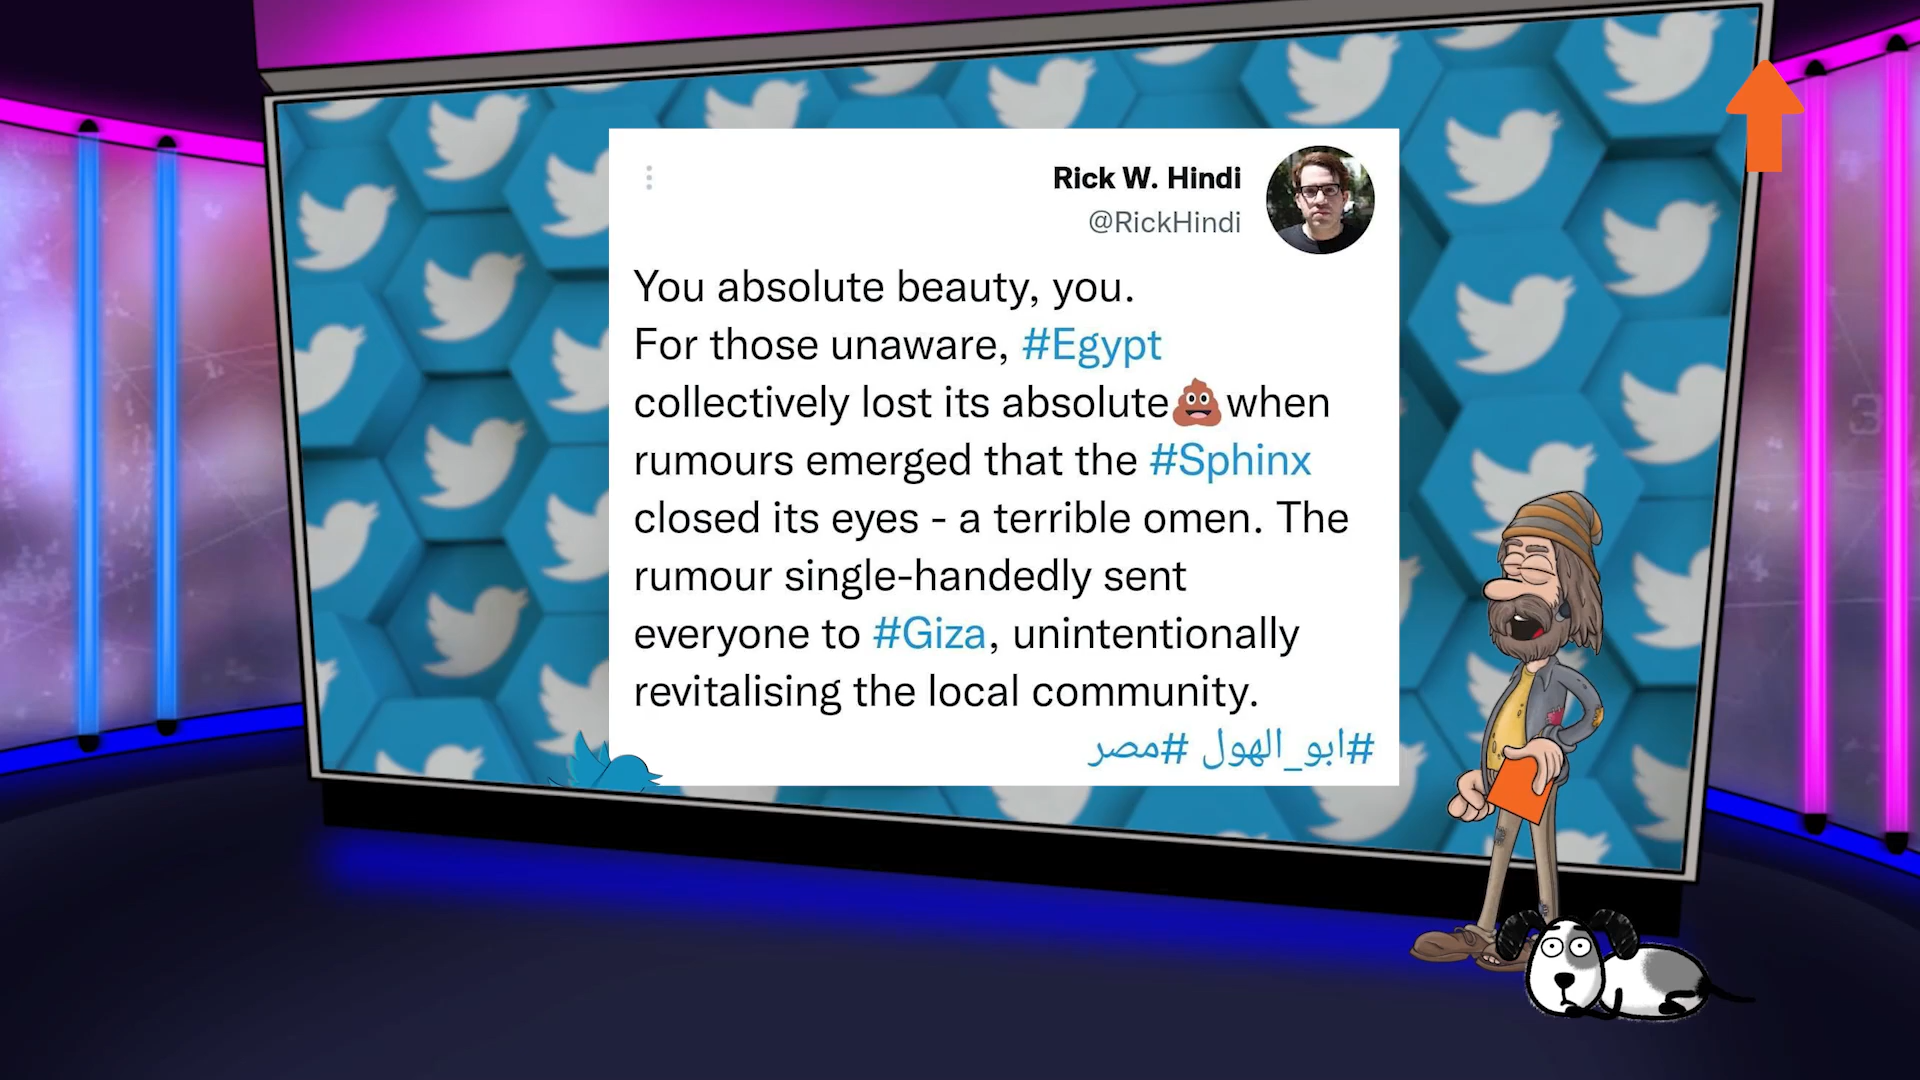 Rick W. Hindi
@RickHindi
You absolute beauty, you.
For those unaware, #Egypt
collectively lost its absolute💩when
rumours emerged that the #Sphinx
closed its eyes - a terrible omen. The
rumour single-handedly sent
everyone to #Giza, unintentionally
revitalising the local community.
#ابو_الهول #مصر